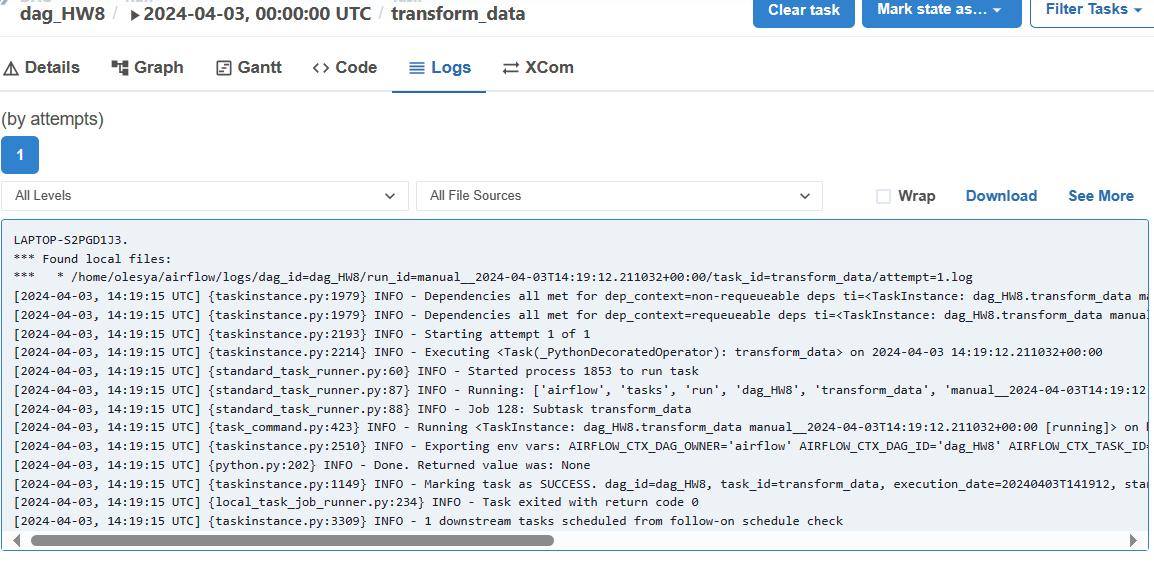 dag_HW8 / 2024-04-03, 00:00:00 UTC / transform_data
Clear task
Mark state as...
Filter Tasks
Details
Graph
Gantt
Code
Logs
XCom
(by attempts)
1
All Levels
All File Sources
Wrap
Download
See More
LAPTOP-S2PGD1J3.
*** Found local files:
***   * /home/olesya/airflow/logs/dag_id=dag_HW8/run_id=manual__2024-04-03T14:19:12.211032+00:00/task_id=transform_data/attempt=1.log
[2024-04-03, 14:19:15 UTC] {taskinstance.py:1979} INFO - Dependencies all met for dep_context=non-requeueable deps ti=<TaskInstance: dag_HW8.transform_data
[2024-04-03, 14:19:15 UTC] {taskinstance.py:1979} INFO - Dependencies all met for dep_context=requeueable deps ti=<TaskInstance: dag_HW8.transform_data manual
[2024-04-03, 14:19:15 UTC] {taskinstance.py:2193} INFO - Starting attempt 1 of 1
[2024-04-03, 14:19:15 UTC] {taskinstance.py:2214} INFO - Executing <Task(_PythonDecoratedOperator): transform_data> on 2024-04-03 14:19:12.211032+00:00
[2024-04-03, 14:19:15 UTC] {standard_task_runner.py:60} INFO - Started process 1853 to run task
[2024-04-03, 14:19:15 UTC] {standard_task_runner.py:87} INFO - Running: ['airflow', 'tasks', 'run', 'dag_HW8', 'transform_data', 'manual__2024-04-03T14:19:12
[2024-04-03, 14:19:15 UTC] {standard_task_runner.py:88} INFO - Job 128: Subtask transform_data
[2024-04-03, 14:19:15 UTC] {task_command.py:423} INFO - Running <TaskInstance: dag_HW8.transform_data manual__2024-04-03T14:19:12.211032+00:00 [running]> on
[2024-04-03, 14:19:15 UTC] {taskinstance.py:2510} INFO - Exporting env vars: AIRFLOW_CTX_DAG_OWNER='airflow' AIRFLOW_CTX_DAG_ID='dag_HW8' AIRFLOW_CTX_TASK_ID=
[2024-04-03, 14:19:15 UTC] {python.py:202} INFO - Done. Returned value was: None
[2024-04-03, 14:19:15 UTC] {taskinstance.py:1149} INFO - Marking task as SUCCESS. dag_id=dag_HW8, task_id=transform_data, execution_date=20240403T141912,
[2024-04-03, 14:19:15 UTC] {local_task_job_runner.py:234} INFO - Task exited with return code 0
[2024-04-03, 14:19:15 UTC] {taskinstance.py:3309} INFO - 1 downstream tasks scheduled from follow-on schedule check